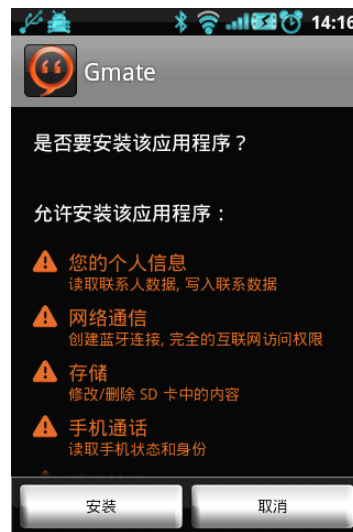 14:16
Gmate
是否要安装该应用程序？
允许安装该应用程序：
您的个人信息
读取联系人数据, 写入联系数据
网络通信
创建蓝牙连接, 完全的互联网访问权限
存储
修改/删除 SD 卡中的内容
手机通话
读取手机状态和身份
安装
取消